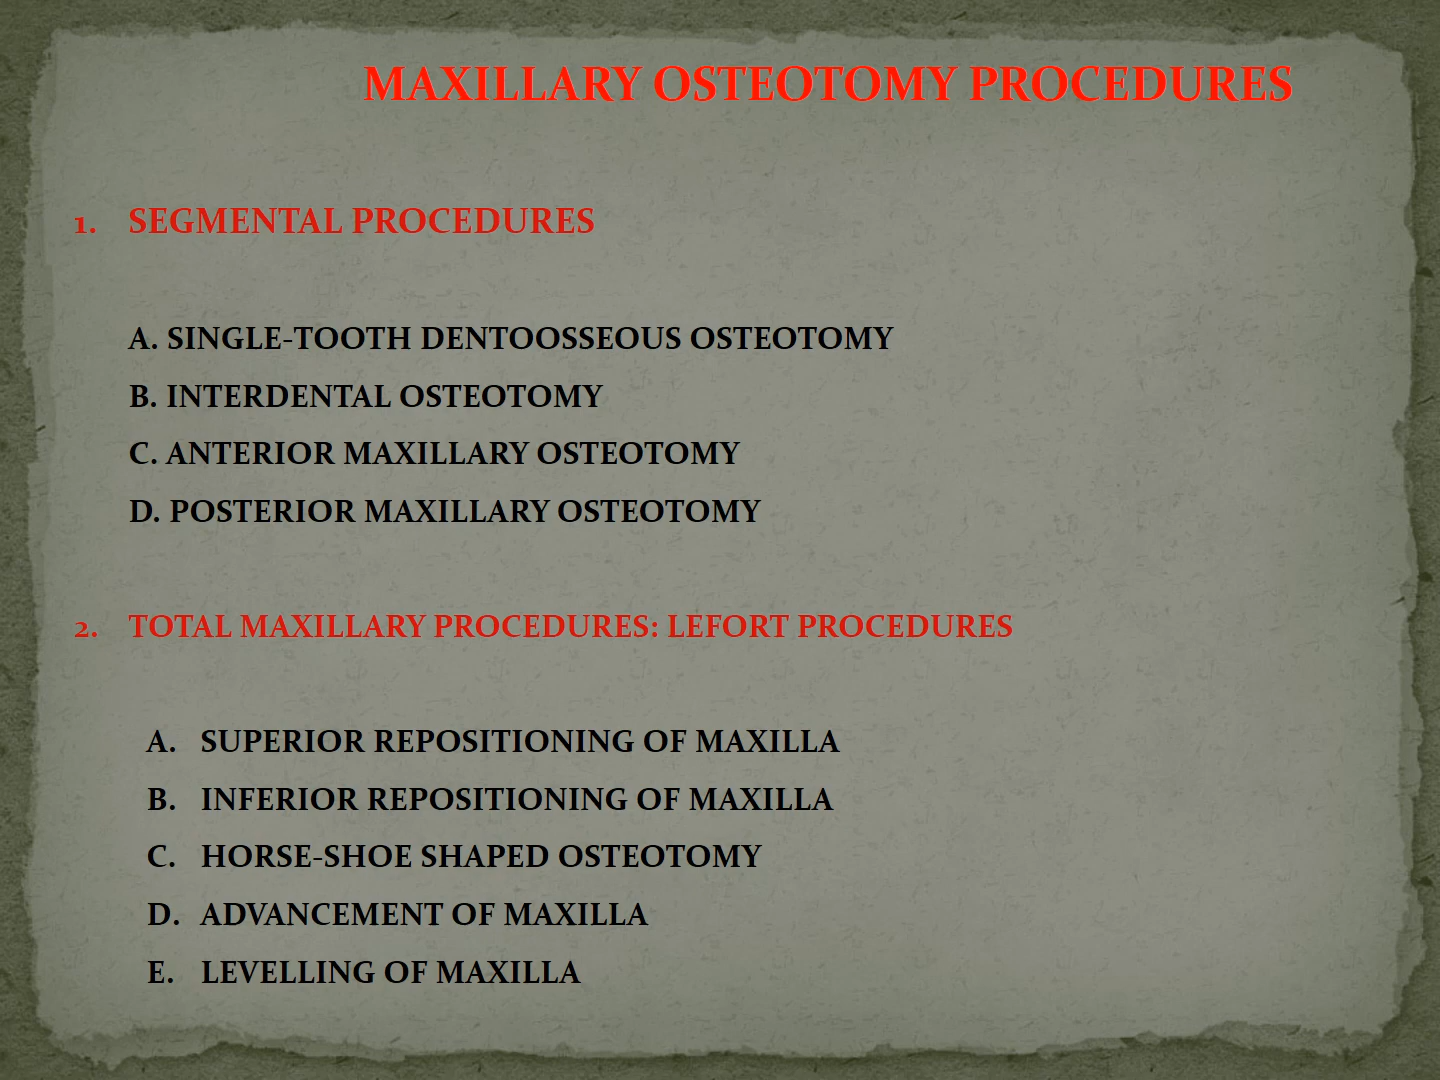 MAXILLARY OSTEOTOMY PROCEDURES
1. SEGMENTAL PROCEDURES
A. SINGLE-TOOTH DENTOOSSEOUS OSTEOTOMY
B. INTERDENTAL OSTEOTOMY
C. ANTERIOR MAXILLARY OSTEOTOMY
D. POSTERIOR MAXILLARY OSTEOTOMY
2. TOTAL MAXILLARY PROCEDURES: LEFORT PROCEDURES
A. SUPERIOR REPOSITIONING OF MAXILLA
B. INFERIOR REPOSITIONING OF MAXILLA
C. HORSE-SHOE SHAPED OSTEOTOMY
D. ADVANCEMENT OF MAXILLA
E. LEVELLING OF MAXILLA